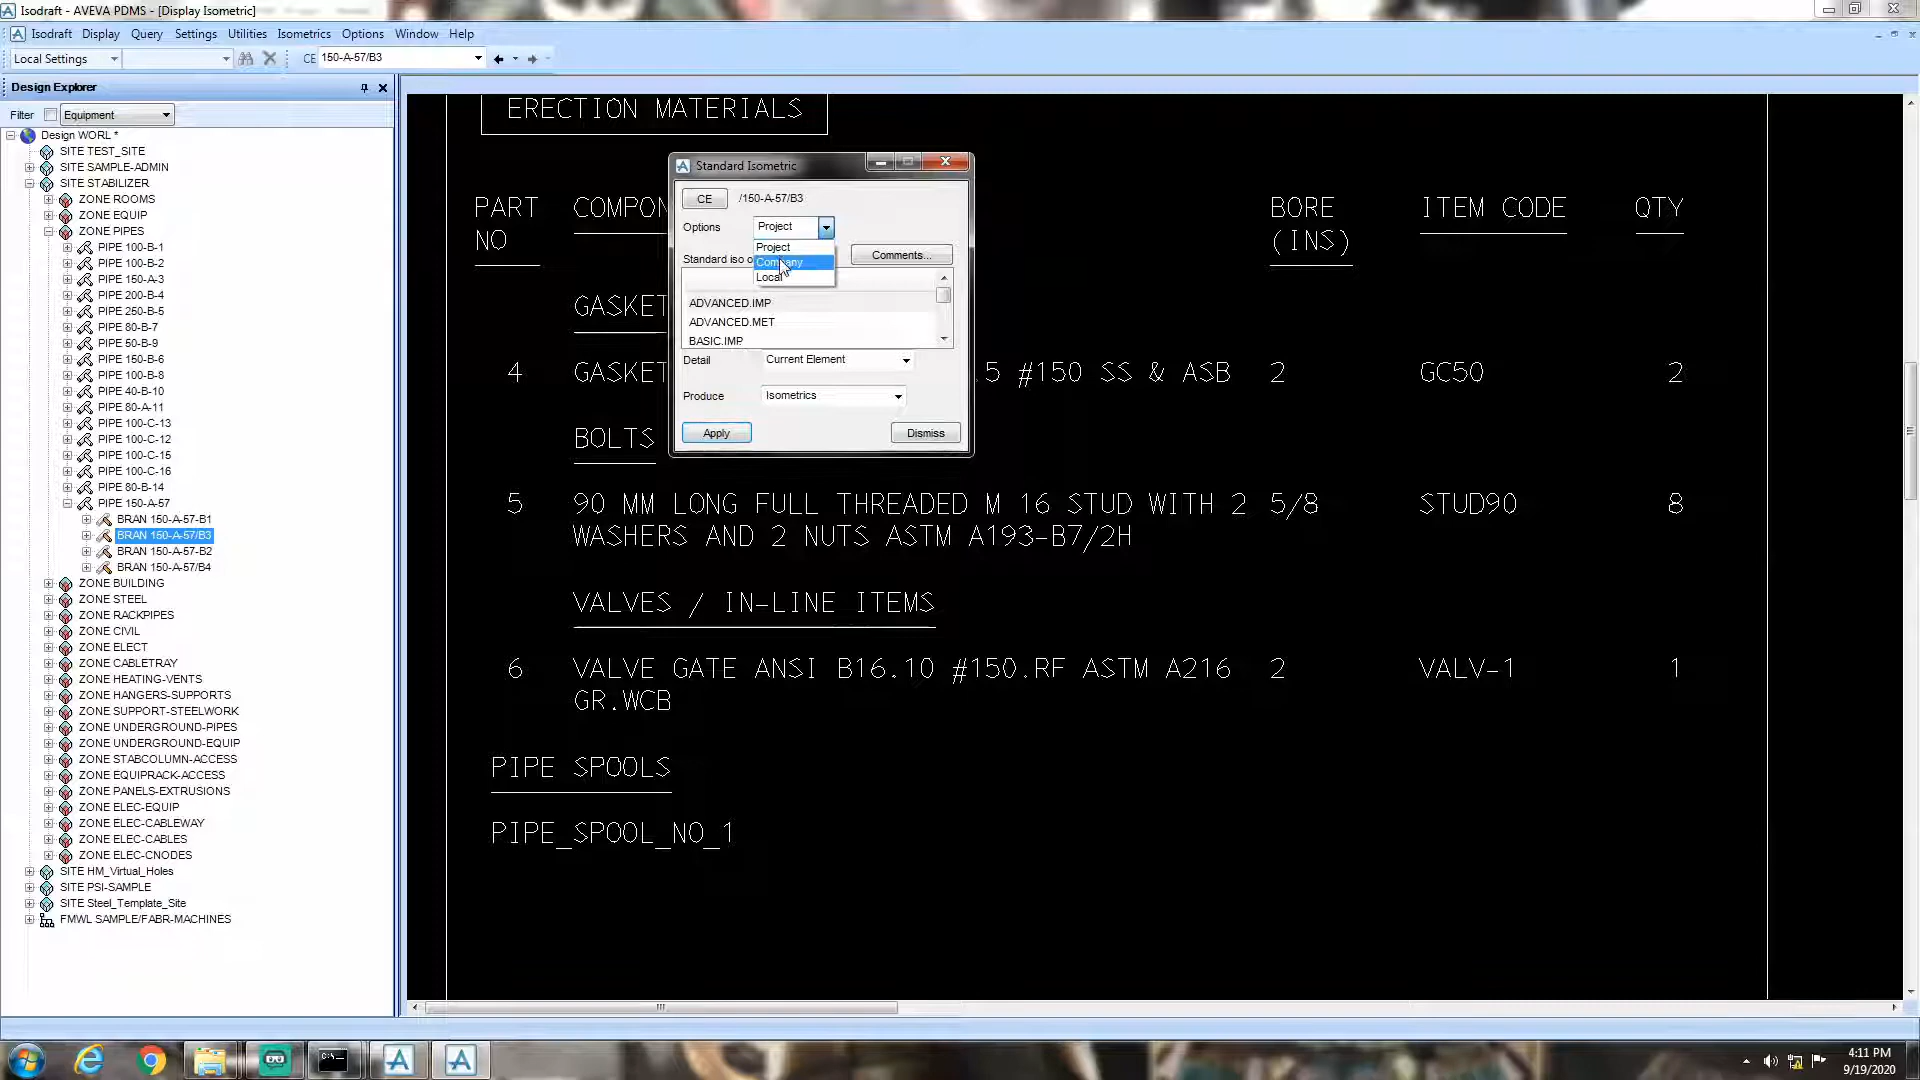 Isodraft - AVEVA PDMS - [Display Isometric]
Isodraft Display Query Settings Utilities Isometrics Options Window Help
Local Settings CE 150-A-57/B3
Design Explorer
Filter Equipment
Design WORL *
SITE TEST_SITE
SITE SAMPLE-ADMIN
SITE STABILIZER
ZONE ROOMS
ZONE EQUIP
ZONE PIPES
PIPE 100-B-1
PIPE 100-B-2
PIPE 150-A-3
PIPE 200-B-4
PIPE 250-B-5
PIPE 80-B-7
PIPE 50-B-9
PIPE 150-B-6
PIPE 100-B-8
PIPE 40-B-10
PIPE 80-A-11
PIPE 100-C-13
PIPE 100-C-12
PIPE 100-C-15
PIPE 100-C-16
PIPE 80-B-14
PIPE 150-A-57
BRAN 150-A-57-B1
BRAN 150-A-57/B3
BRAN 150-A-57-B2
BRAN 150-A-57/B4
ZONE BUILDING
ZONE STEEL
ZONE RACKPIPES
ZONE CIVIL
ZONE ELECT
ZONE CABLETRAY
ZONE HEATING-VENTS
ZONE HANGERS-SUPPORTS
ZONE SUPPORT-STEELWORK
ZONE UNDERGROUND-PIPES
ZONE UNDERGROUND-EQUIP
ZONE STABCOLUMN-ACCESS
ZONE EQUIPRACK-ACCESS
ZONE PANELS-EXTRUSIONS
ZONE ELEC-EQUIP
ZONE ELEC-CABLEWAY
ZONE ELEC-CABLES
ZONE ELEC-CNODES
SITE HM_Virtual_Holes
SITE PSI-SAMPLE
SITE Steel_Template_Site
FMWL SAMPLE/FABR-MACHINES
ERECTION MATERIALS
PART COMPON BORE ITEM CODE QTY
NO (INS)
GASKET
4 GASKET .5 #150 SS & ASB 2 GC50 2
BOLTS
5 90 MM LONG FULL THREADED M 16 STUD WITH 2 5/8 STUD90 8
WASHERS AND 2 NUTS ASTM A193-B7/2H
VALVES / IN-LINE ITEMS
6 VALVE GATE ANSI B16.10 #150.RF ASTM A216 2 VALV-1 1
GR.WCB
PIPE SPOOLS
PIPE_SPOOL_NO_1
Standard Isometric
CE /150-A-57/B3
Options Project
Project
Company
Local
Standard iso o Comments...
ADVANCED.IMP
ADVANCED.MET
BASIC.IMP
Detail Current Element
Produce Isometrics
Apply Dismiss
4:11 PM
9/19/2020